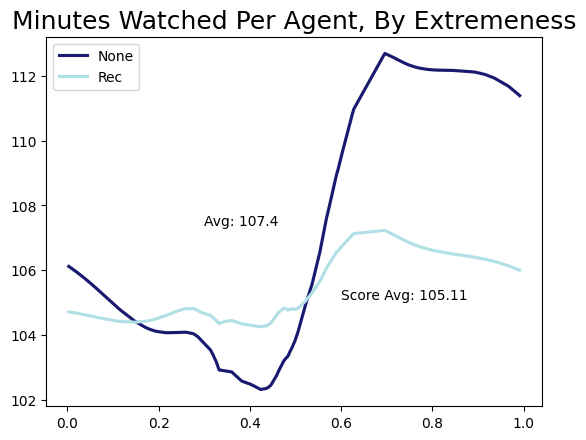 Minutes Watched Per Agent, By Extremeness
None
Rec
112
110
108
106
104
102
Avg: 107.4
Score Avg: 105.11
0.0 0.2 0.4 0.6 0.8 1.0